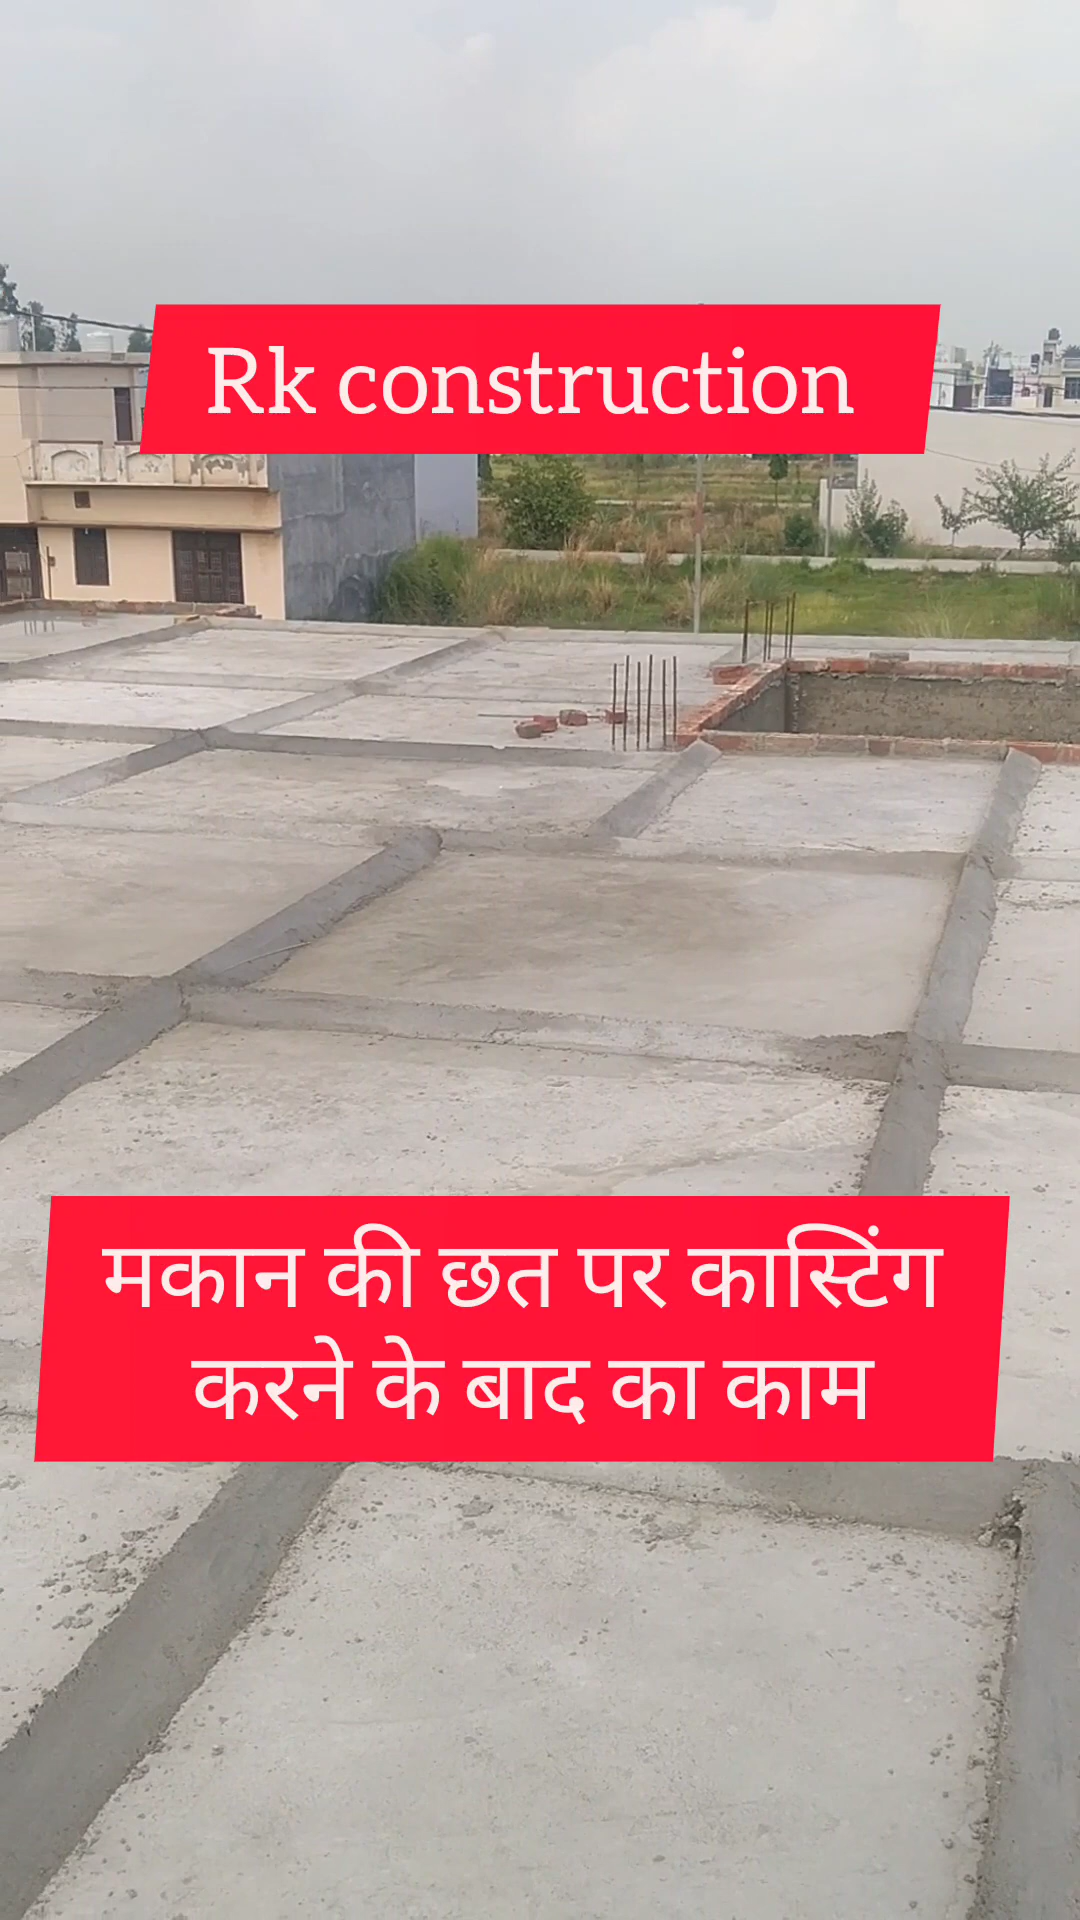 Rk construction
मकान की छत पर कास्टिंग
करने के बाद का काम